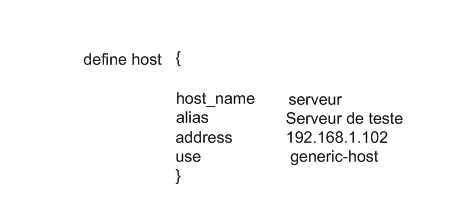 define host {
host_name serveur
alias Serveur de teste
address 192.168.1.102
use generic-host
}